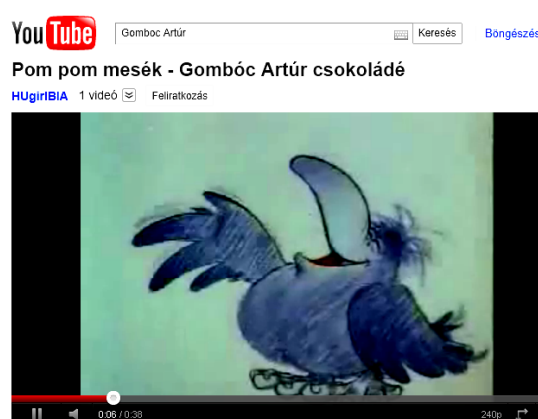 YouTube Gomboc Artúr Keresés Böngészés
Pom pom mesék - Gombóc Artúr csokoládé
HUgirlBIA 1 videó Feliratkozás
0:06 / 0:38 240p